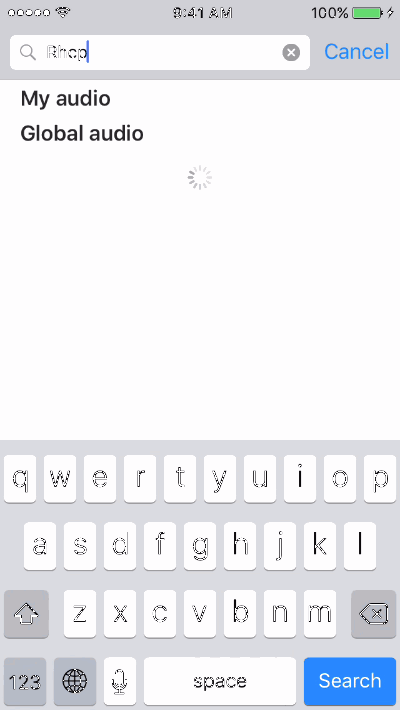 9:41 AM 100%
Rhop Cancel
My audio
Global audio
q w e r t y u i o p
a s d f g h j k l
z x c v b n m
123 space Search